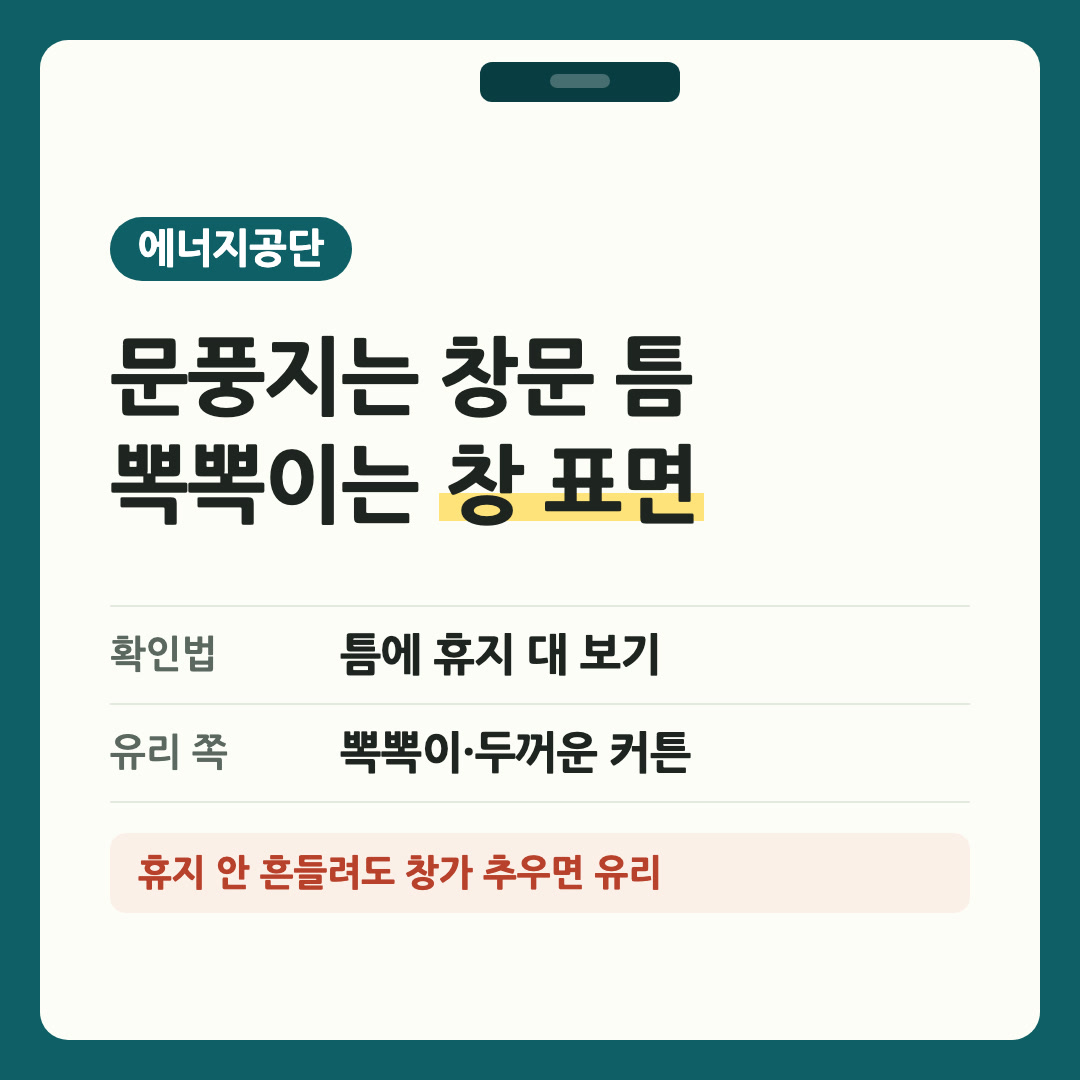 에너지공단
문풍지는 창문 틈
뽁뽁이는 창 표면
확인법 틈에 휴지 대 보기
유리 쪽 뽁뽁이·두꺼운 커튼
휴지 안 흔들려도 창가 추우면 유리